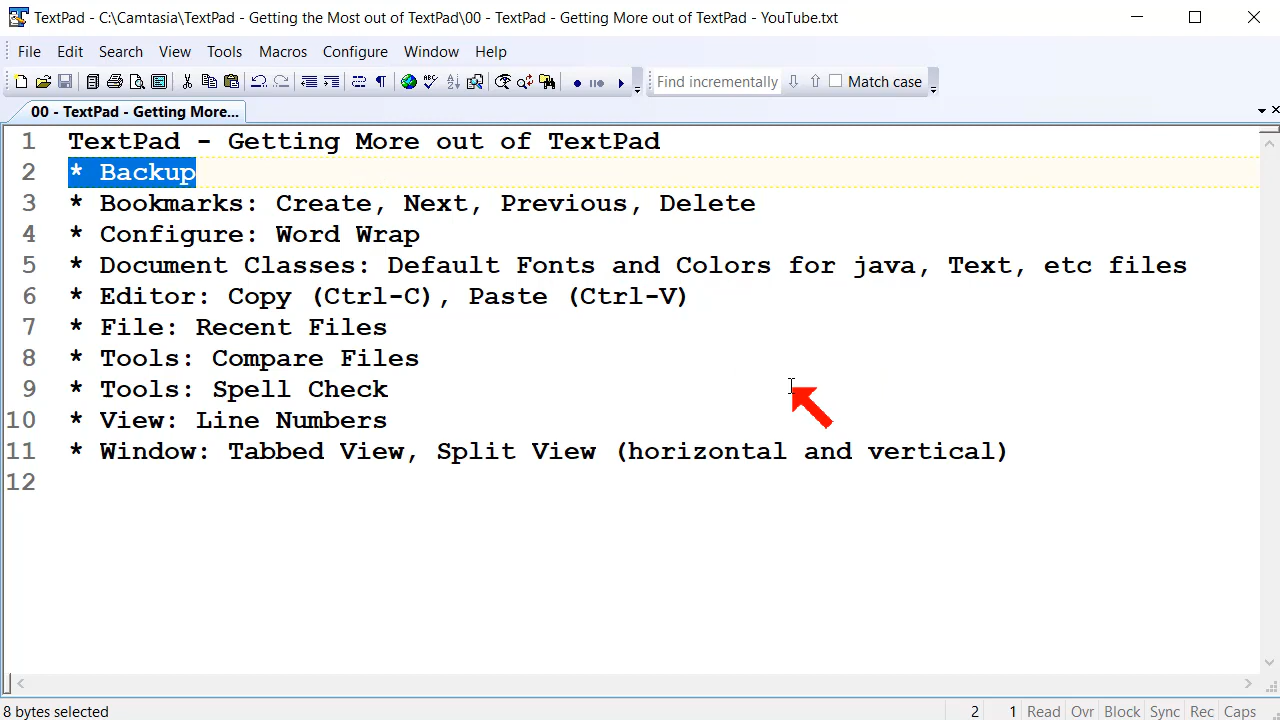 TextPad - C:\Camtasia\TextPad - Getting the Most out of TextPad\00 - TextPad - Getting More out of TextPad - YouTube.txt
File Edit Search View Tools Macros Configure Window Help
Find incrementally Match case
00 - TextPad - Getting More...
1 TextPad - Getting More out of TextPad
2 * Backup
3 * Bookmarks: Create, Next, Previous, Delete
4 * Configure: Word Wrap
5 * Document Classes: Default Fonts and Colors for java, Text, etc files
6 * Editor: Copy (Ctrl-C), Paste (Ctrl-V)
7 * File: Recent Files
8 * Tools: Compare Files
9 * Tools: Spell Check
10 * View: Line Numbers
11 * Window: Tabbed View, Split View (horizontal and vertical)
12
8 bytes selected 2 1 Read Ovr Block Sync Rec Caps